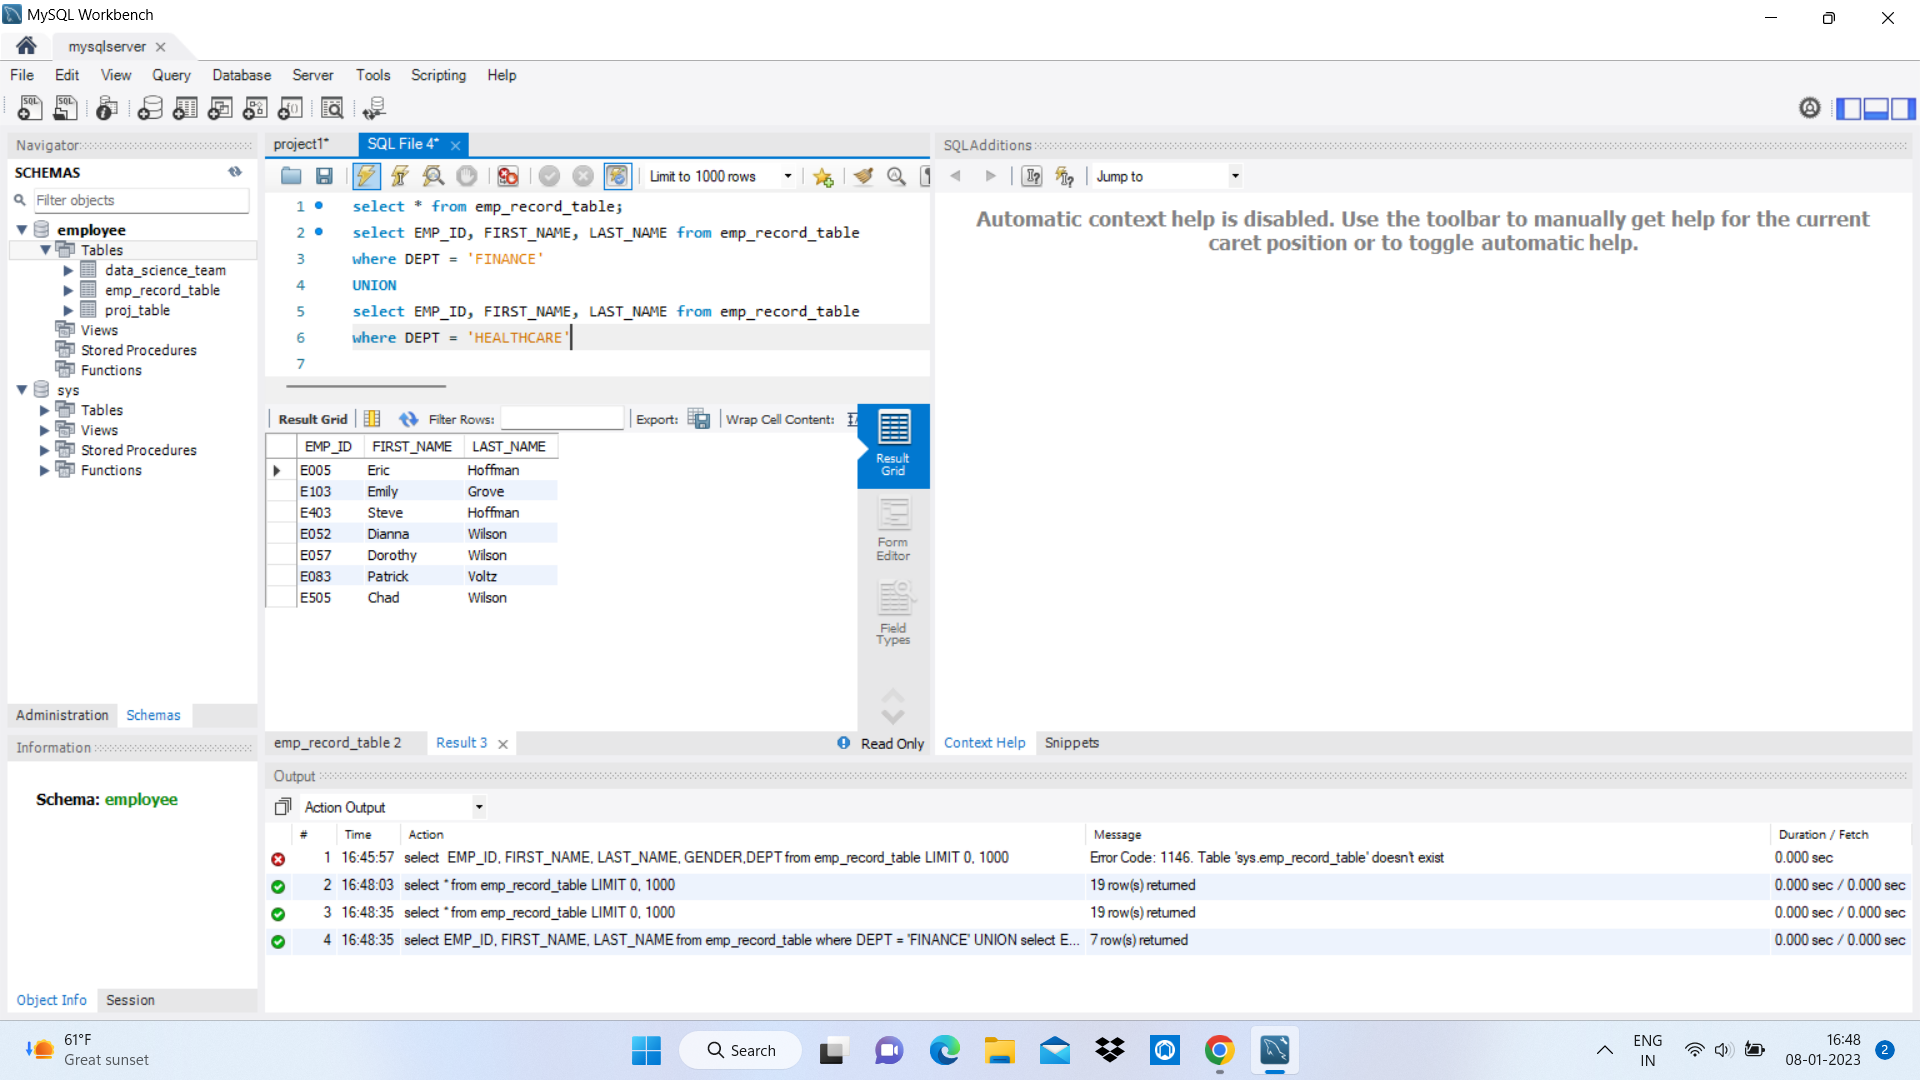 MySQL Workbench
mysqlserver
File Edit View Query Database Server Tools Scripting Help
Navigator
SCHEMAS
Filter objects
employee
Tables
data_science_team
emp_record_table
proj_table
Views
Stored Procedures
Functions
sys
Tables
Views
Stored Procedures
Functions
Administration Schemas
Information
Schema: employee
Object Info Session
project1* SQL File 4*
Limit to 1000 rows
1 select * from emp_record_table;
2 select EMP_ID, FIRST_NAME, LAST_NAME from emp_record_table
3 where DEPT = 'FINANCE'
4 UNION
5 select EMP_ID, FIRST_NAME, LAST_NAME from emp_record_table
6 where DEPT = 'HEALTHCARE'
7
Result Grid Filter Rows: Export: Wrap Cell Content:
EMP_ID FIRST_NAME LAST_NAME
E005 Eric Hoffman
E103 Emily Grove
E403 Steve Hoffman
E052 Dianna Wilson
E057 Dorothy Wilson
E083 Patrick Voltz
E505 Chad Wilson
Result
Grid
Form
Editor
Field
Types
emp_record_table 2 Result 3 Read Only
SQLAdditions
Jump to
Automatic context help is disabled. Use the toolbar to manually get help for the current
caret position or to toggle automatic help.
Context Help Snippets
Output
Action Output
# Time Action Message Duration / Fetch
1 16:45:57 select EMP_ID, FIRST_NAME, LAST_NAME, GENDER,DEPT from emp_record_table LIMIT 0, 1000 Error Code: 1146. Table 'sys.emp_record_table' doesn't exist 0.000 sec
2 16:48:03 select * from emp_record_table LIMIT 0, 1000 19 row(s) returned 0.000 sec / 0.000 sec
3 16:48:35 select * from emp_record_table LIMIT 0, 1000 19 row(s) returned 0.000 sec / 0.000 sec
4 16:48:35 select EMP_ID, FIRST_NAME, LAST_NAME from emp_record_table where DEPT = 'FINANCE' UNION select E... 7 row(s) returned 0.000 sec / 0.000 sec
61°F
Great sunset
Search
ENG
IN
16:48
08-01-2023
2